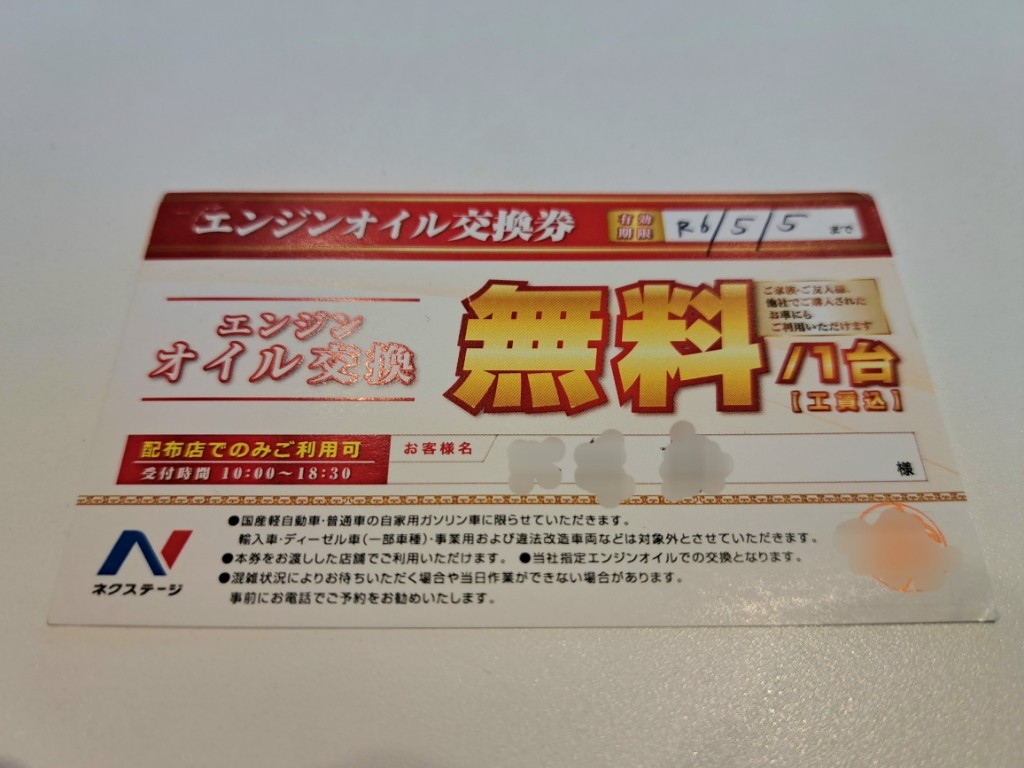 エンジンオイル交換券
有効期限 R6/5/5 まで
エンジン
オイル交換
無料/1台
【工賃込】
ご家族・ご友人様、
他社でご購入された
お車にも
ご利用いただけます
配布店でのみご利用可
受付時間 10:00～18:30
お客様名
様
●国産軽自動車・普通車の自家用ガソリン車に限らせていただきます。
輸入車・ディーゼル車(一部車種)・事業用および違法改造車両などは対象外とさせていただきます。
●本券をお渡しした店舗でご利用いただけます。 ●当社指定エンジンオイルでの交換となります。
●混雑状況によりお待ちいただく場合や当日作業ができない場合があります。
事前にお電話でご予約をお勧めいたします。
ネクステージ